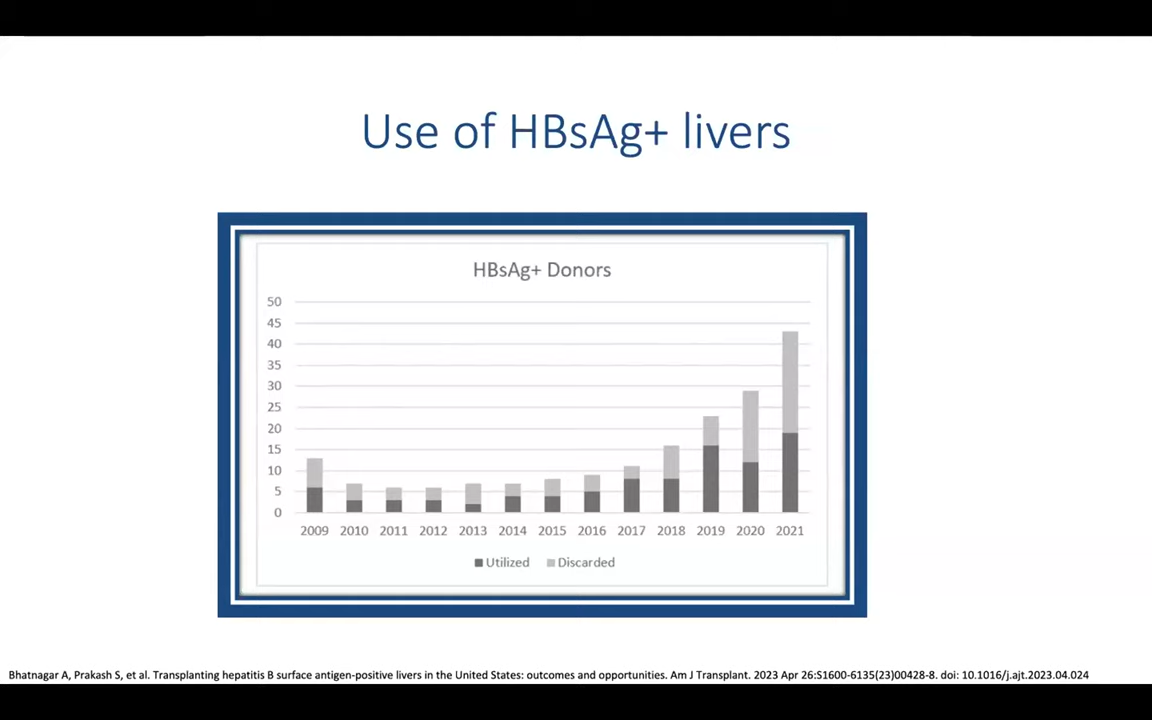 Use of HBsAg+ livers
HBsAg+ Donors
50
45
40
35
30
25
20
15
10
5
0
2009 2010 2011 2012 2013 2014 2015 2016 2017 2018 2019 2020 2021
Utilized Discarded
Bhatnagar A, Prakash S, et al. Transplanting hepatitis B surface antigen-positive livers in the United States: outcomes and opportunities. Am J Transplant. 2023 Apr 26:S1600-6135(23)00428-8. doi: 10.1016/j.ajt.2023.04.024